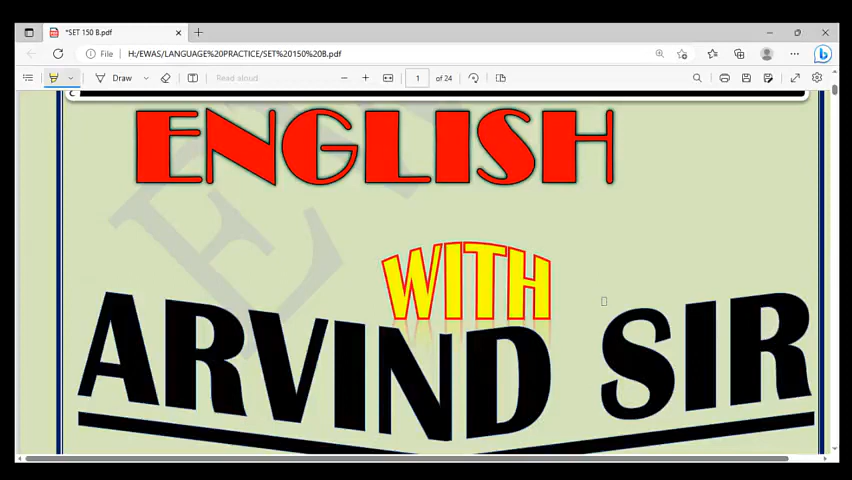 *SET 150 B.pdf
File
H:/EWAS/LANGUAGE%20PRACTICE/SET%20150%20B.pdf
Draw
Read aloud
1
of 24
ENGLISH
WITH
ARVIND SIR